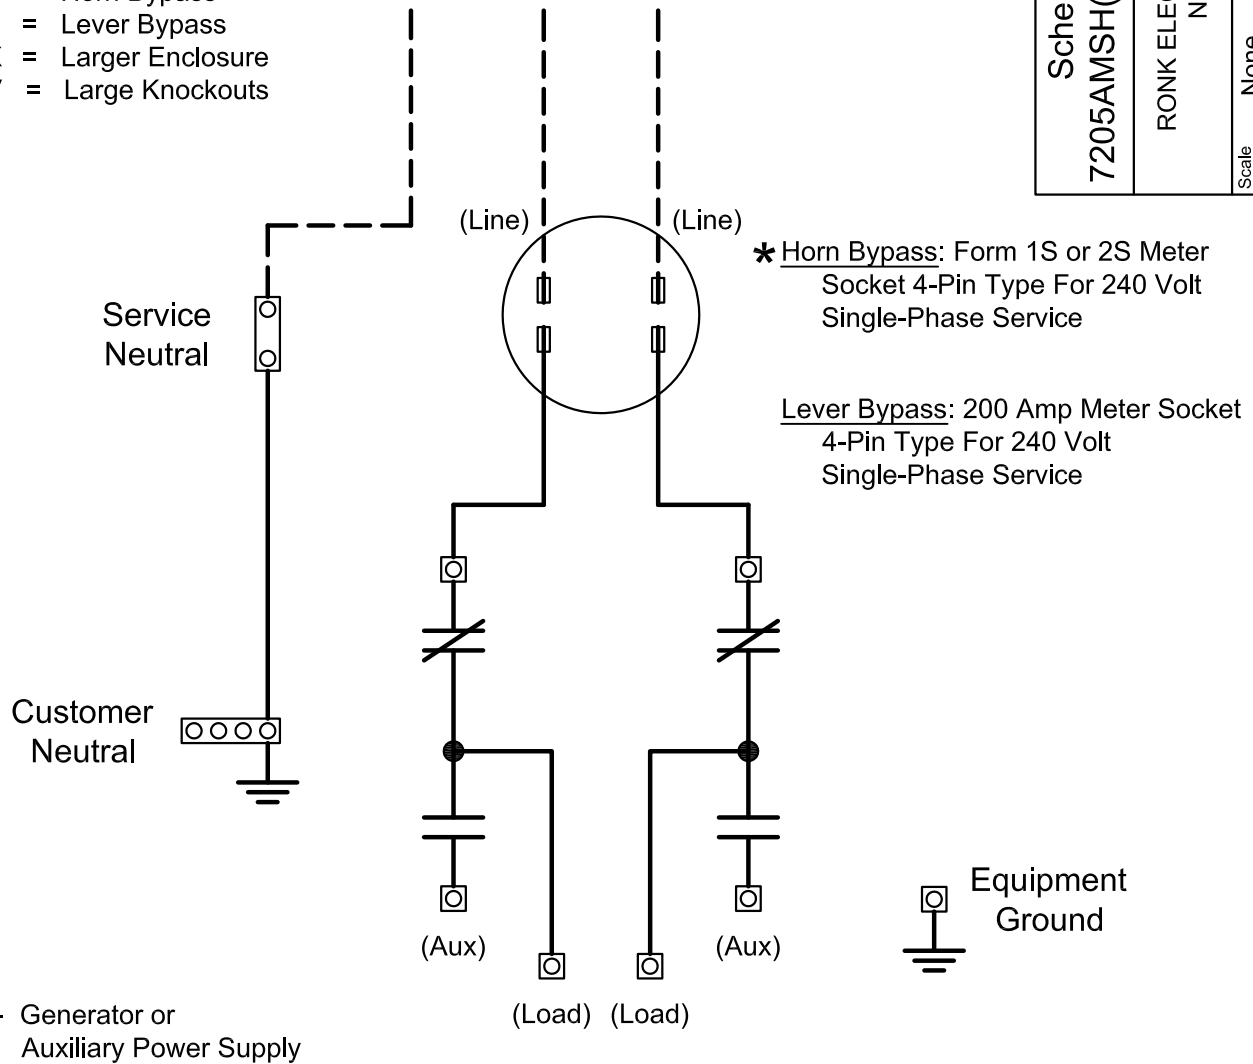 = Lever Bypass
= Larger Enclosure
= Large Knockouts
Sche
7205AMSH(
RONK ELEC
N
Scale
None
(Line)
(Line)
* Horn Bypass: Form 1S or 2S Meter
Socket 4-Pin Type For 240 Volt
Single-Phase Service
Service
Neutral
Lever Bypass: 200 Amp Meter Socket
4-Pin Type For 240 Volt
Single-Phase Service
Customer
Neutral
Equipment
Ground
(Aux)
(Aux)
(Load)
(Load)
- Generator or
Auxiliary Power Supply